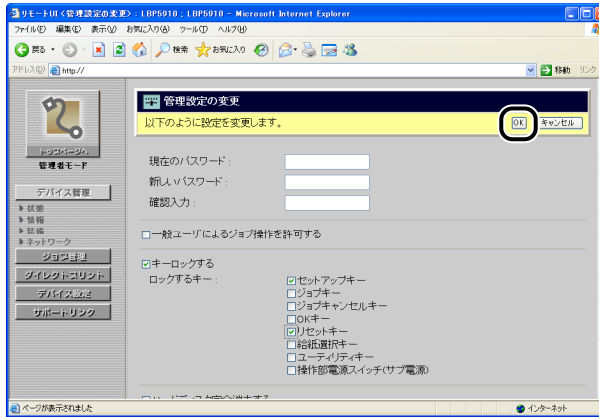 リモートUI <管理設定の変更> : LBP5910 ; LBP5910 - Microsoft Internet Explorer
ファイル(F) 編集(E) 表示(V) お気に入り(A) ツール(T) ヘルプ(H)
戻る 検索 お気に入り
アドレス(D) http:// 移動 リンク
管理設定の変更
以下のように設定を変更します。 OK キャンセル
トップページへ
管理者モード
デバイス管理
状態
情報
装備
ネットワーク
ジョブ管理
ダイレクトプリント
デバイス設定
サポートリンク
現在のパスワード :
新しいパスワード :
確認入力 :
一般ユーザによるジョブ操作を許可する
キーロックする
ロックするキー : セットアップキー
ジョブキー
ジョブキャンセルキー
OKキー
リセットキー
給紙選択キー
ユーティリティキー
操作部電源スイッチ(サブ電源)
ページが表示されました インターネット